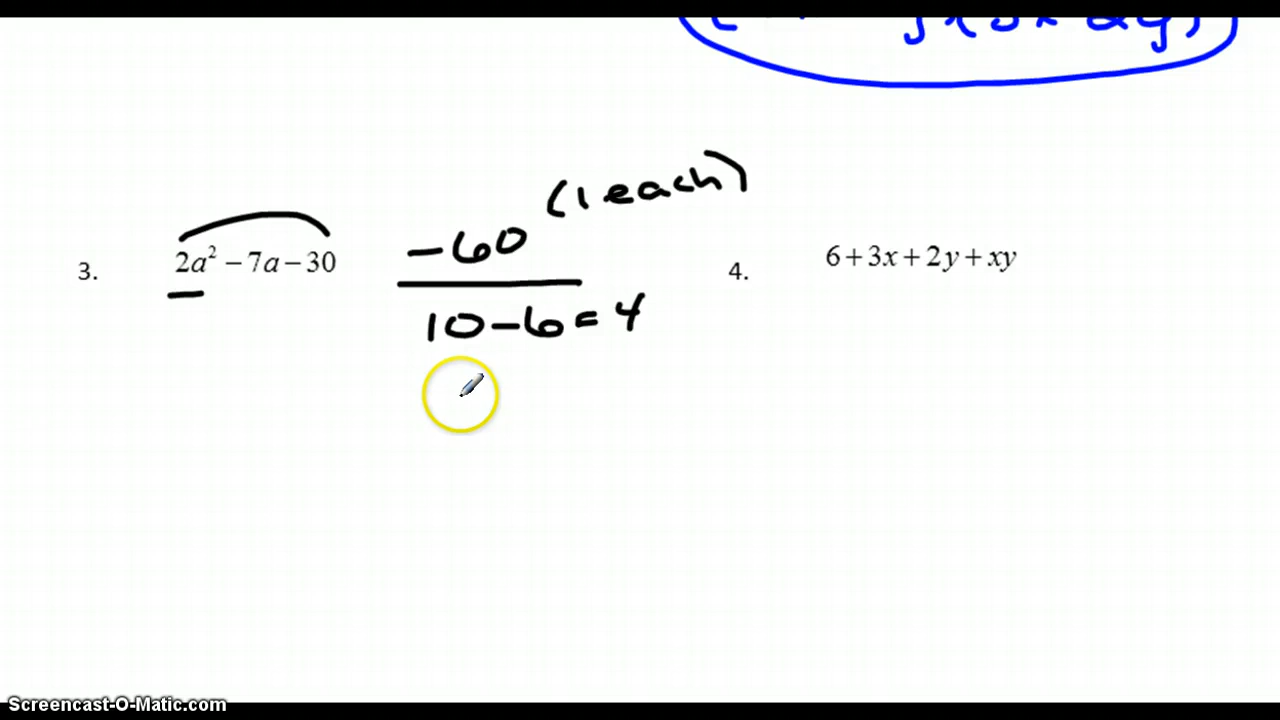 (1 each)
3. 2a² – 7a – 30
–60
10–6=4
4. 6 + 3x + 2y + xy
Screencast-O-Matic.com